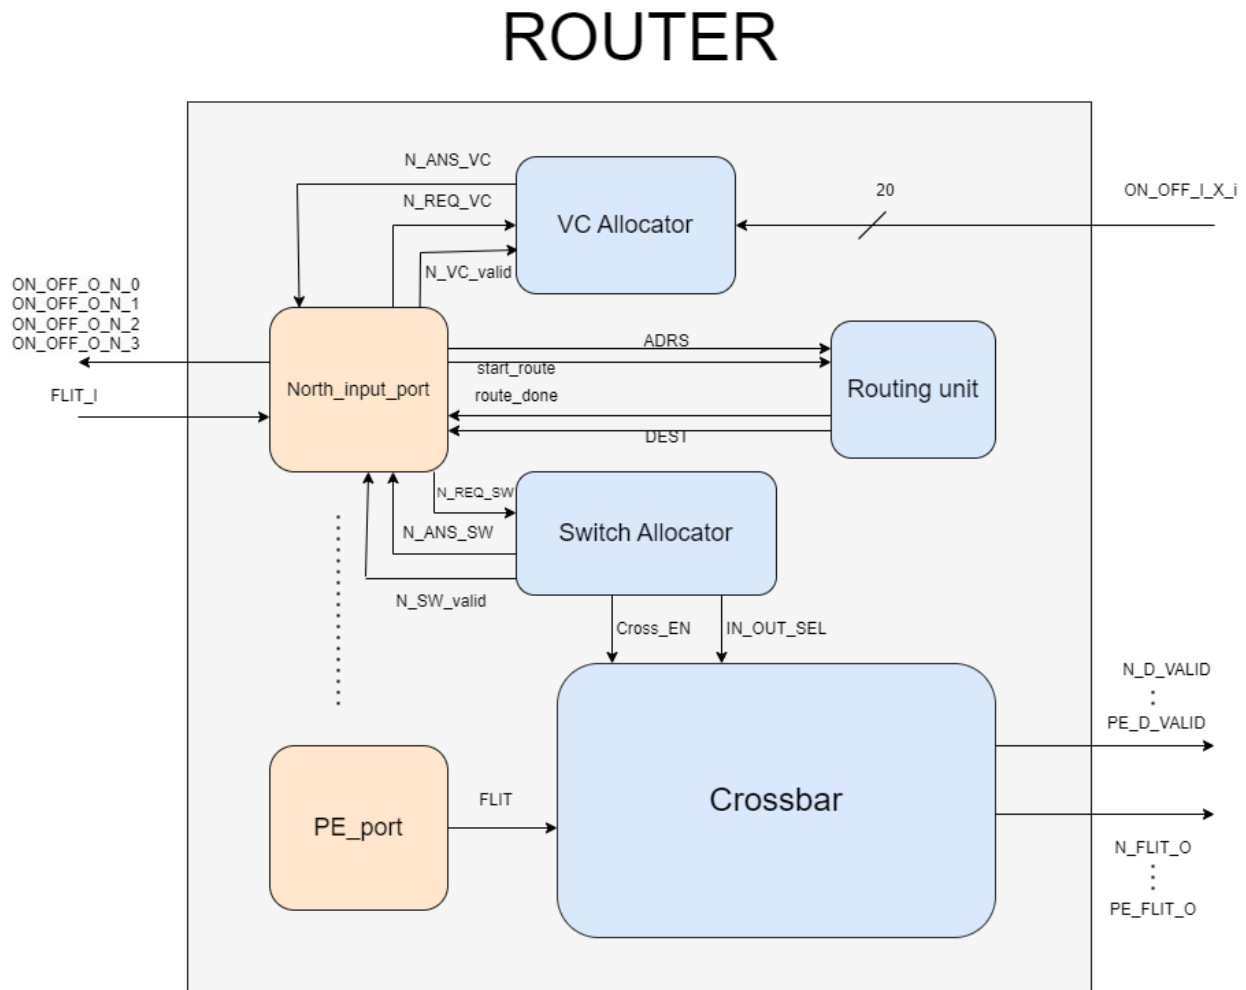 ROUTER
N_ANS_VC
N_REQ_VC
VC Allocator
20
ON_OFF_I_X_i
N_VC_valid
ON_OFF_O_N_0
ON_OFF_O_N_1
ON_OFF_O_N_2
ON_OFF_O_N_3
FLIT_I
North_input_port
ADRS
start_route
route_done
DEST
Routing unit
N_REQ_SW
N_ANS_SW
N_SW_valid
Switch Allocator
Cross_EN
IN_OUT_SEL
N_D_VALID
PE_D_VALID
PE_port
FLIT
Crossbar
N_FLIT_O
PE_FLIT_O